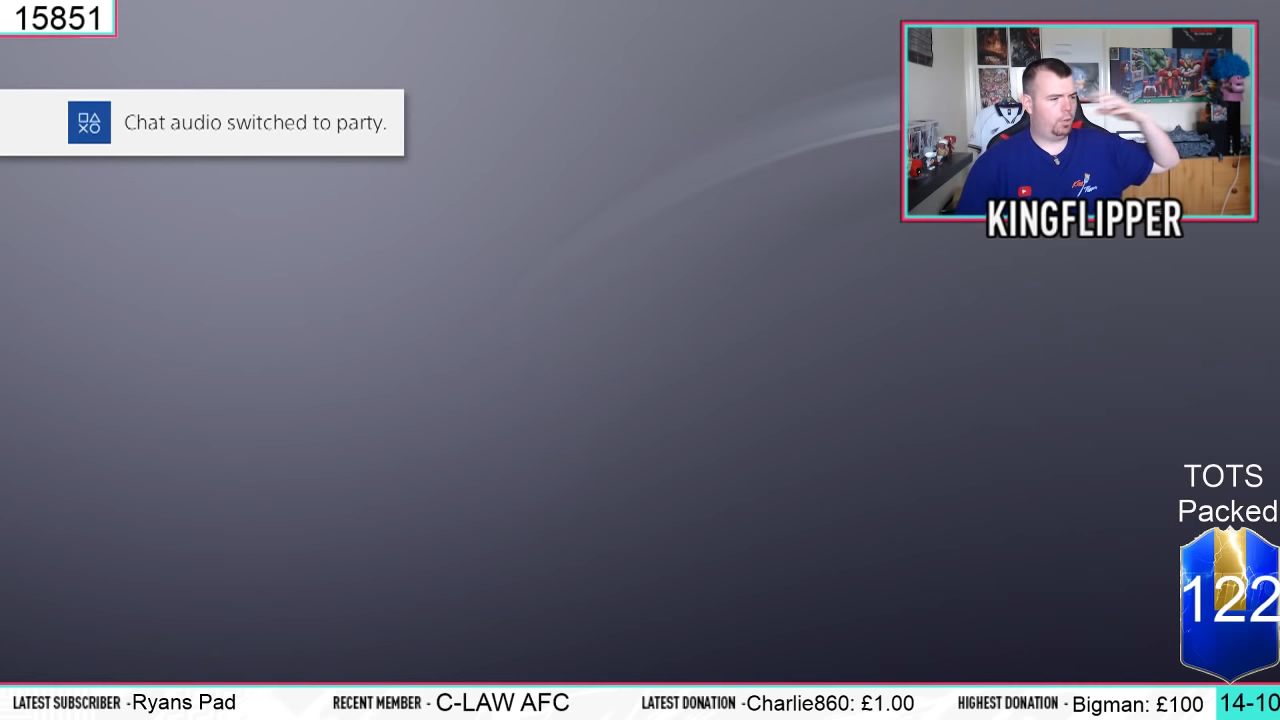 15851
Chat audio switched to party.
KINGFLIPPER
TOTS
Packed
122
LATEST SUBSCRIBER - Ryans Pad
RECENT MEMBER - C-LAW AFC
LATEST DONATION - Charlie860: £1.00
HIGHEST DONATION - Bigman: £100
14-10